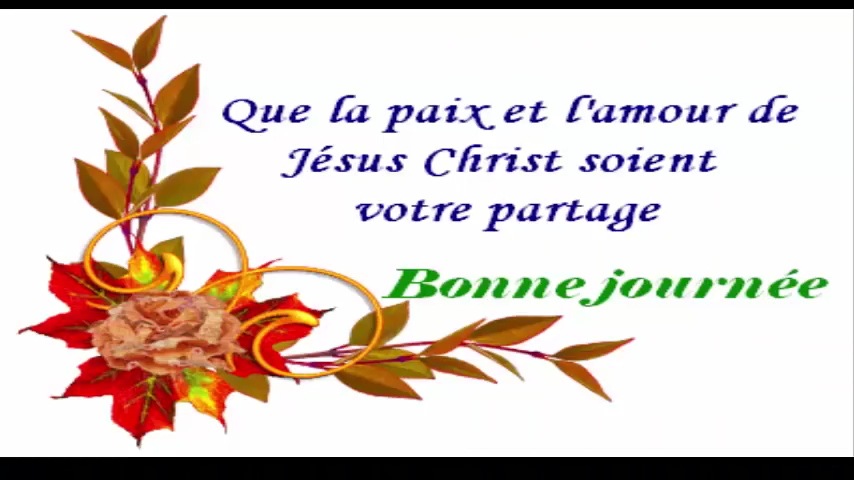 Que la paix et l'amour de
Jésus Christ soient
votre partage
Bonne journée